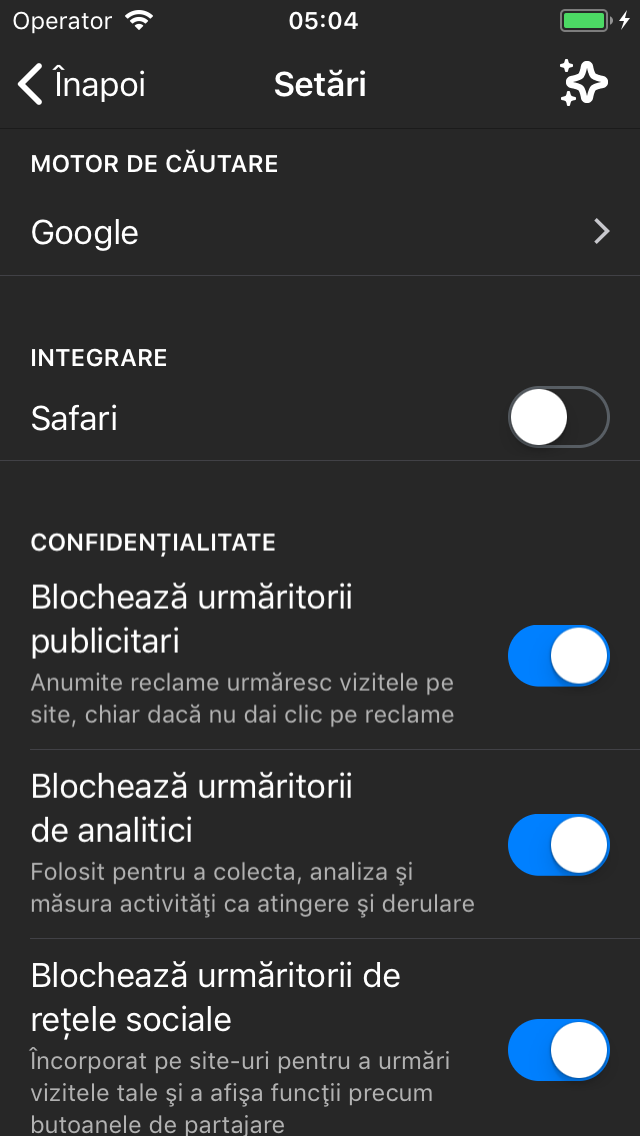 Operator
05:04
Înapoi
Setări
MOTOR DE CĂUTARE
Google
INTEGRARE
Safari
CONFIDENȚIALITATE
Blochează urmăritorii
publicitari
Anumite reclame urmăresc vizitele pe
site, chiar dacă nu dai clic pe reclame
Blochează urmăritorii
de analitici
Folosit pentru a colecta, analiza şi
măsura activităţi ca atingere şi derulare
Blochează urmăritorii de
rețele sociale
Încorporat pe site-uri pentru a urmări
vizitele tale şi a afişa funcţii precum
butoanele de partajare